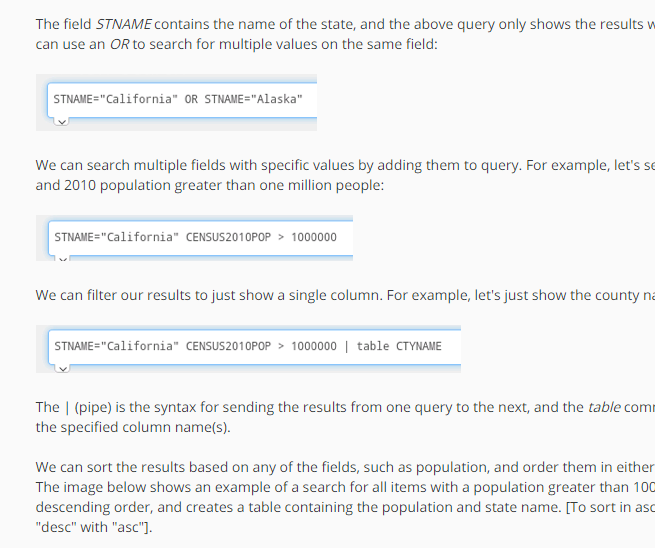 The field STNAME contains the name of the state, and the above query only shows the results
can use an OR to search for multiple values on the same field:
STNAME="California" OR STNAME="Alaska"
We can search multiple fields with specific values by adding them to query. For example, let's
and 2010 population greater than one million people:
STNAME="California" CENSUS2010POP > 1000000
We can filter our results to just show a single column. For example, let's just show the county
STNAME="California" CENSUS2010POP > 1000000 | table CTYNAME
The | (pipe) is the syntax for sending the results from one query to the next, and the table
the specified column name(s).
We can sort the results based on any of the fields, such as population, and order them in either
The image below shows an example of a search for all items with a population greater than 100
descending order, and creates a table containing the population and state name. [To sort in
"desc" with "asc"].